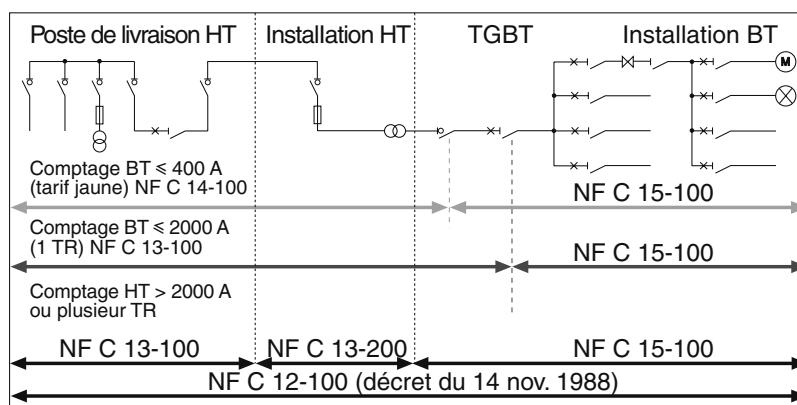 Poste de livraison HT
Installation HT
TGBT
Installation BT
M
Comptage BT ≤ 400 A
(tarif jaune) NF C 14-100
NF C 15-100
Comptage BT ≤ 2000 A
(1 TR) NF C 13-100
NF C 15-100
Comptage HT > 2000 A
ou plusieur TR
NF C 13-100
NF C 13-200
NF C 15-100
NF C 12-100 (décret du 14 nov. 1988)